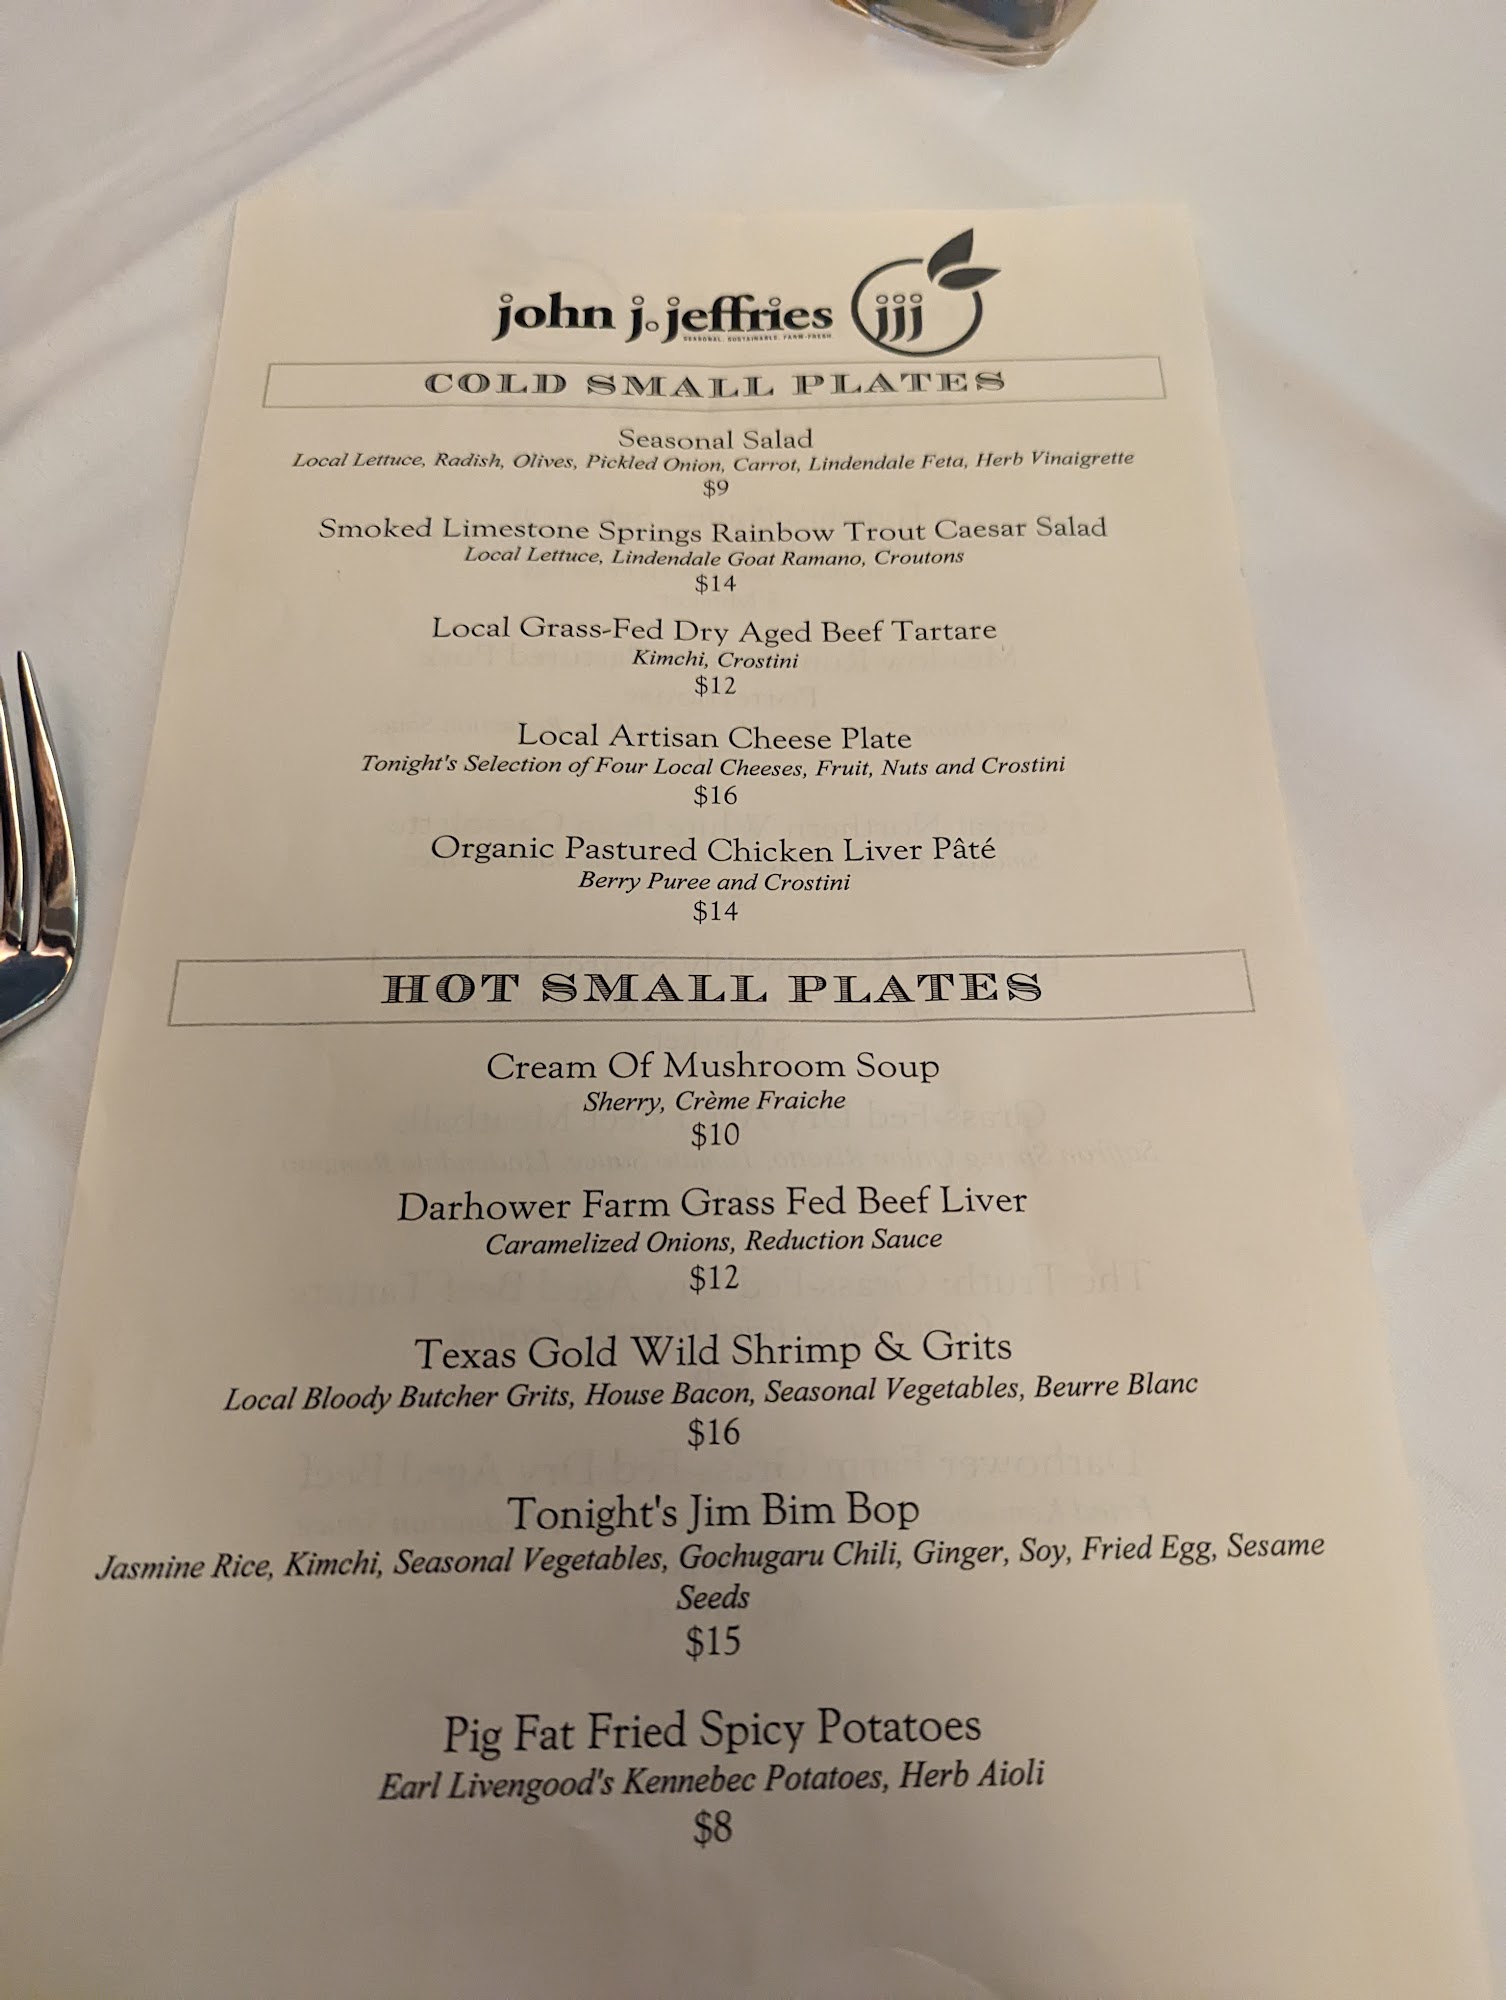 john j. jeffries
jjj
SEASONAL. SUSTAINABLE. FARM-FRESH.
COLD SMALL PLATES
Seasonal Salad
Local Lettuce, Radish, Olives, Pickled Onion, Carrot, Lindendale Feta, Herb Vinaigrette
$9
Smoked Limestone Springs Rainbow Trout Caesar Salad
Local Lettuce, Lindendale Goat Ramano, Croutons
$14
Local Grass-Fed Dry Aged Beef Tartare
Kimchi, Crostini
$12
Local Artisan Cheese Plate
Tonight's Selection of Four Local Cheeses, Fruit, Nuts and Crostini
$16
Organic Pastured Chicken Liver Pâté
Berry Puree and Crostini
$14
HOT SMALL PLATES
Cream Of Mushroom Soup
Sherry, Crème Fraiche
$10
Darhower Farm Grass Fed Beef Liver
Caramelized Onions, Reduction Sauce
$12
Texas Gold Wild Shrimp & Grits
Local Bloody Butcher Grits, House Bacon, Seasonal Vegetables, Beurre Blanc
$16
Tonight's Jim Bim Bop
Jasmine Rice, Kimchi, Seasonal Vegetables, Gochugaru Chili, Ginger, Soy, Fried Egg, Sesame
Seeds
$15
Pig Fat Fried Spicy Potatoes
Earl Livengood's Kennebec Potatoes, Herb Aioli
$8